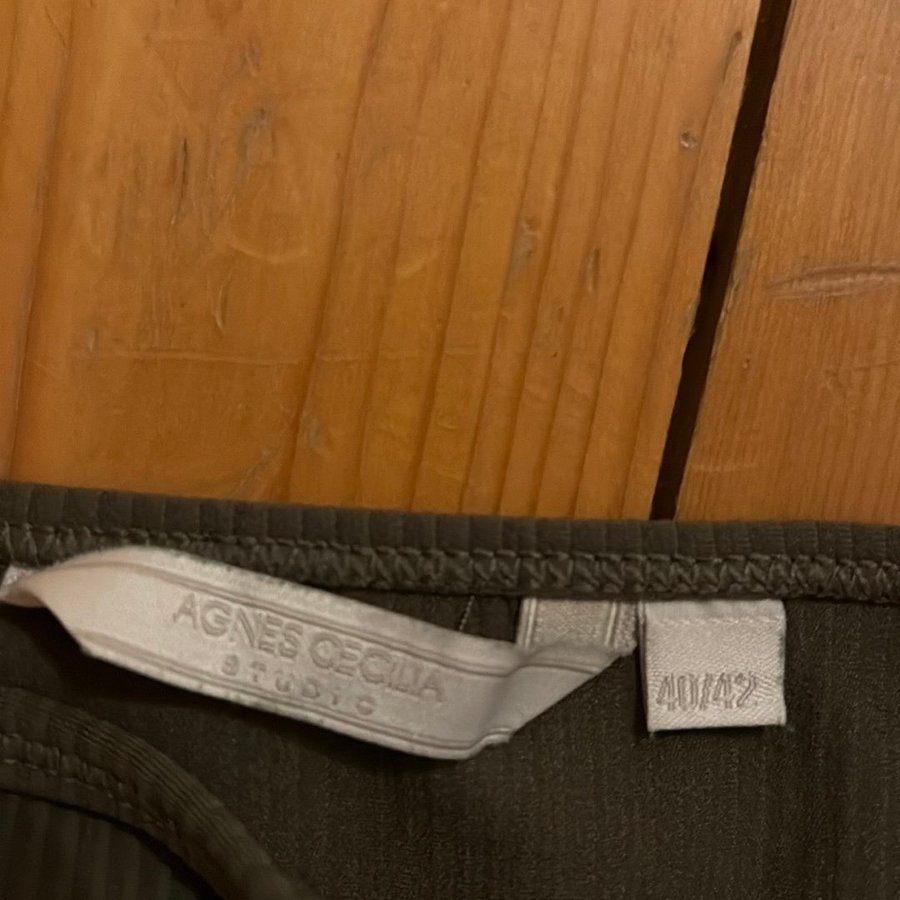 AGNES CECILIA
STUDIO
40/42